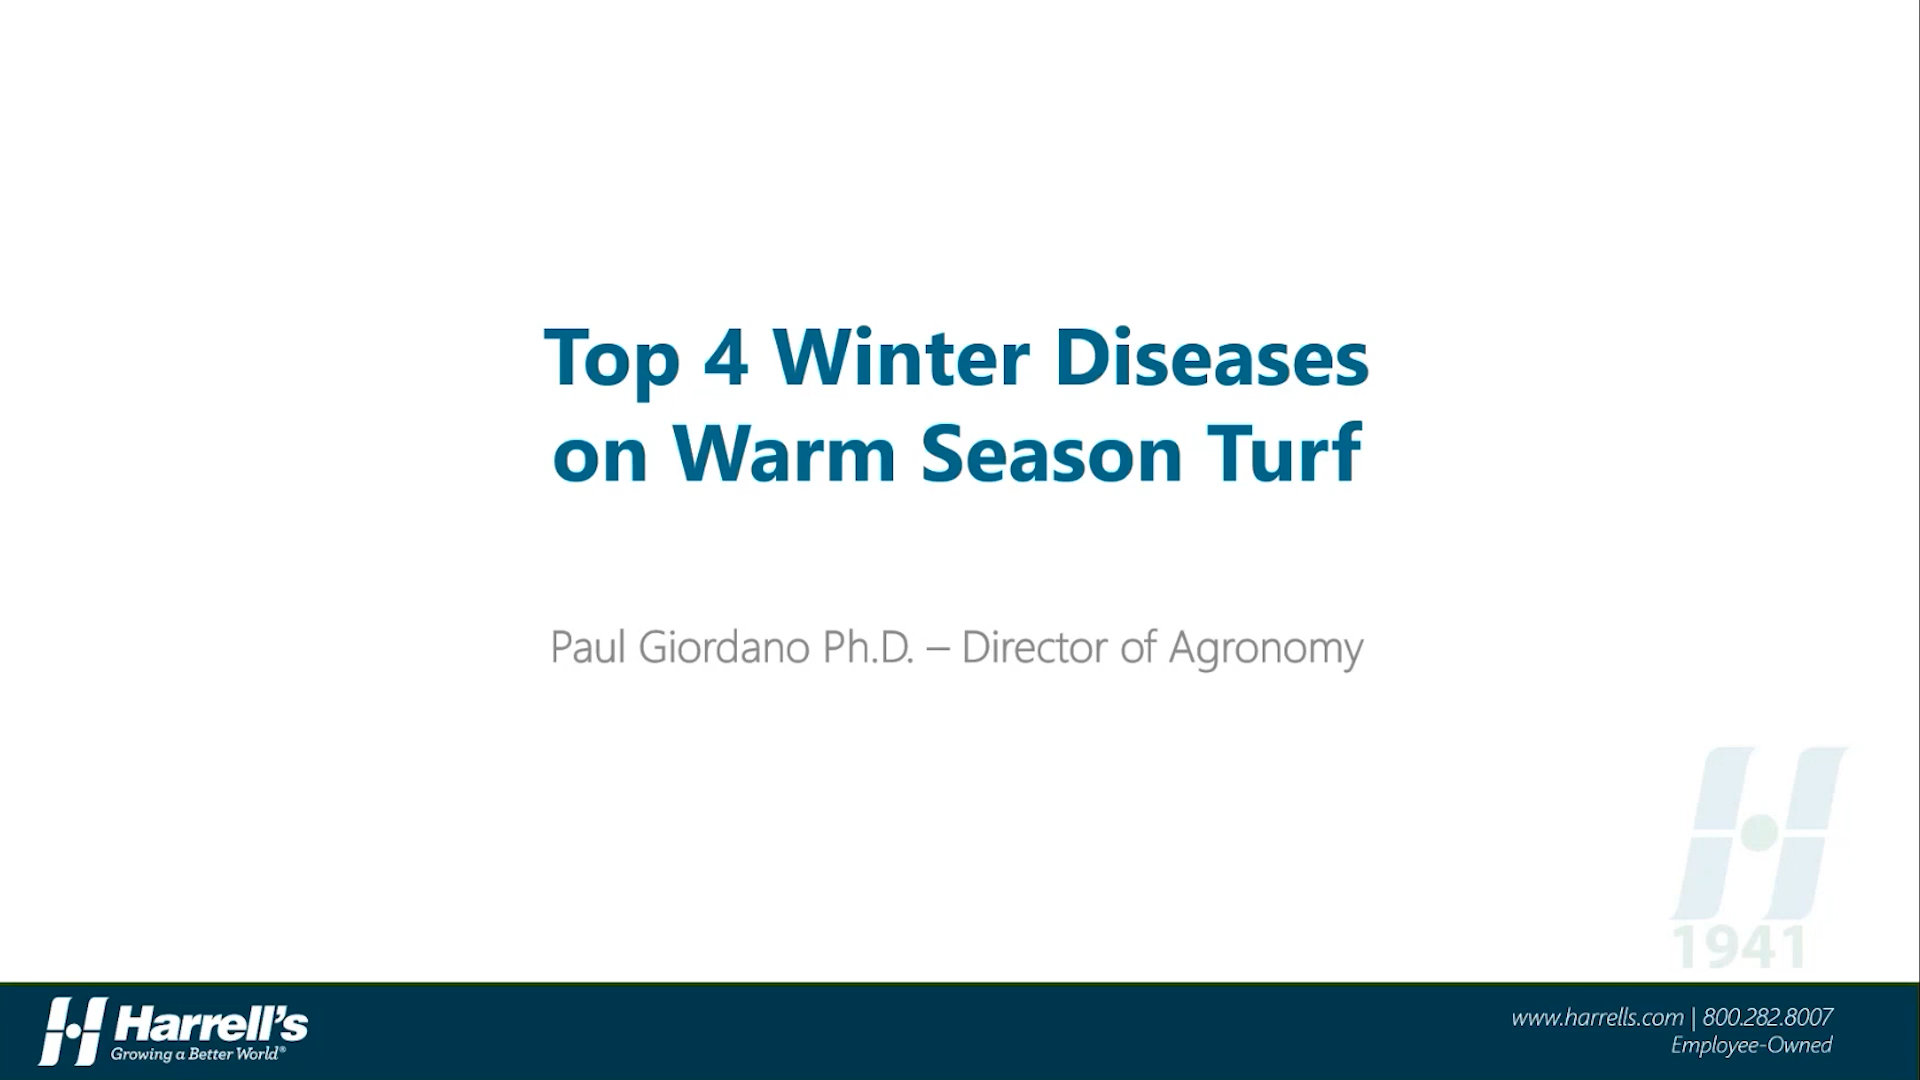 Top 4 Winter Diseases
on Warm Season Turf
Paul Giordano Ph.D. – Director of Agronomy
1941
Harrell's
Growing a Better World®
www.harrells.com | 800.282.8007
Employee-Owned